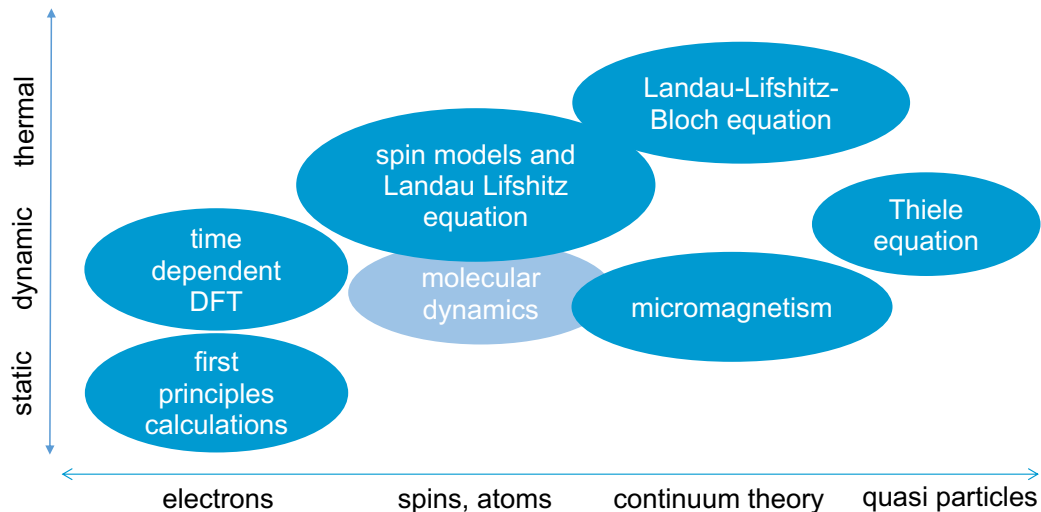 thermal
dynamic
static
Landau-Lifshitz-
Bloch equation
spin models and
Landau Lifshitz
equation
Thiele
equation
time
dependent
DFT
molecular
dynamics
micromagnetism
first
principles
calculations
electrons
spins, atoms
continuum theory
quasi particles